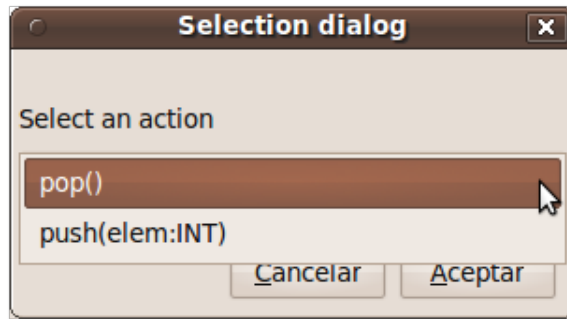 Selection dialog
Select an action
pop()
push(elem:INT)
Cancelar Aceptar